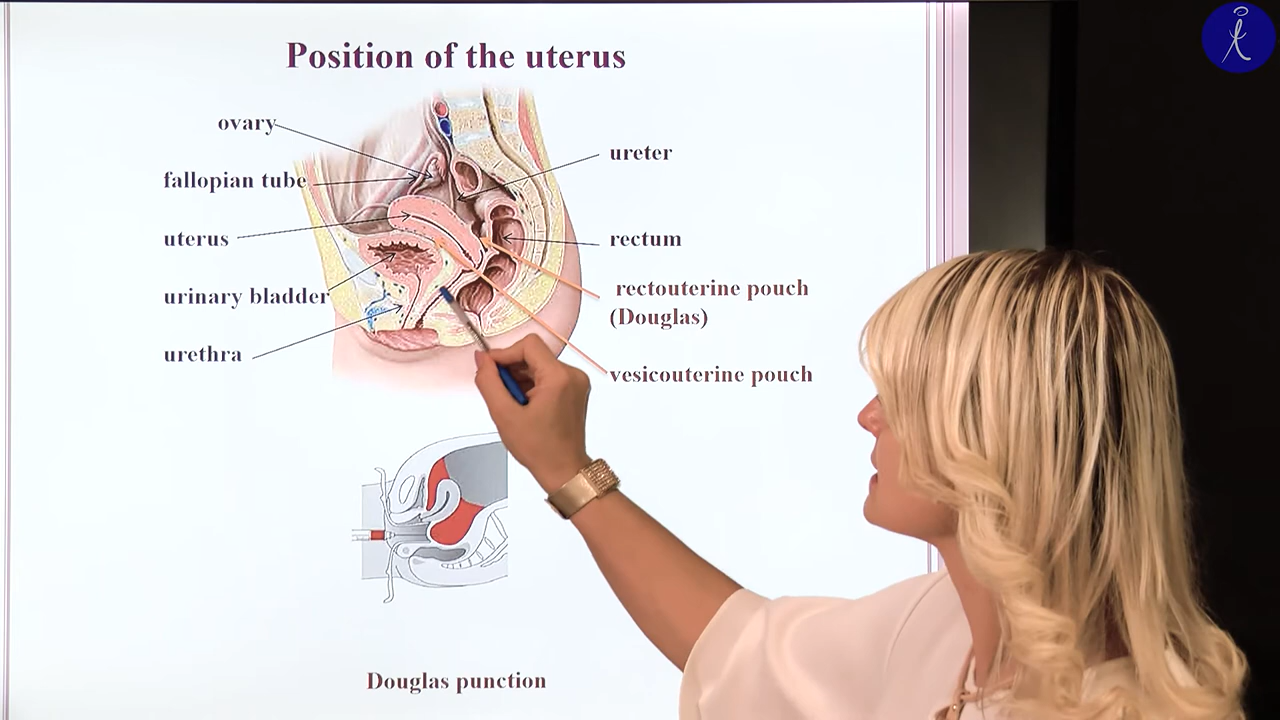 Position of the uterus
ovary
fallopian tube
uterus
urinary bladder
urethra
ureter
rectum
rectouterine pouch
(Douglas)
vesicouterine pouch
Douglas punction